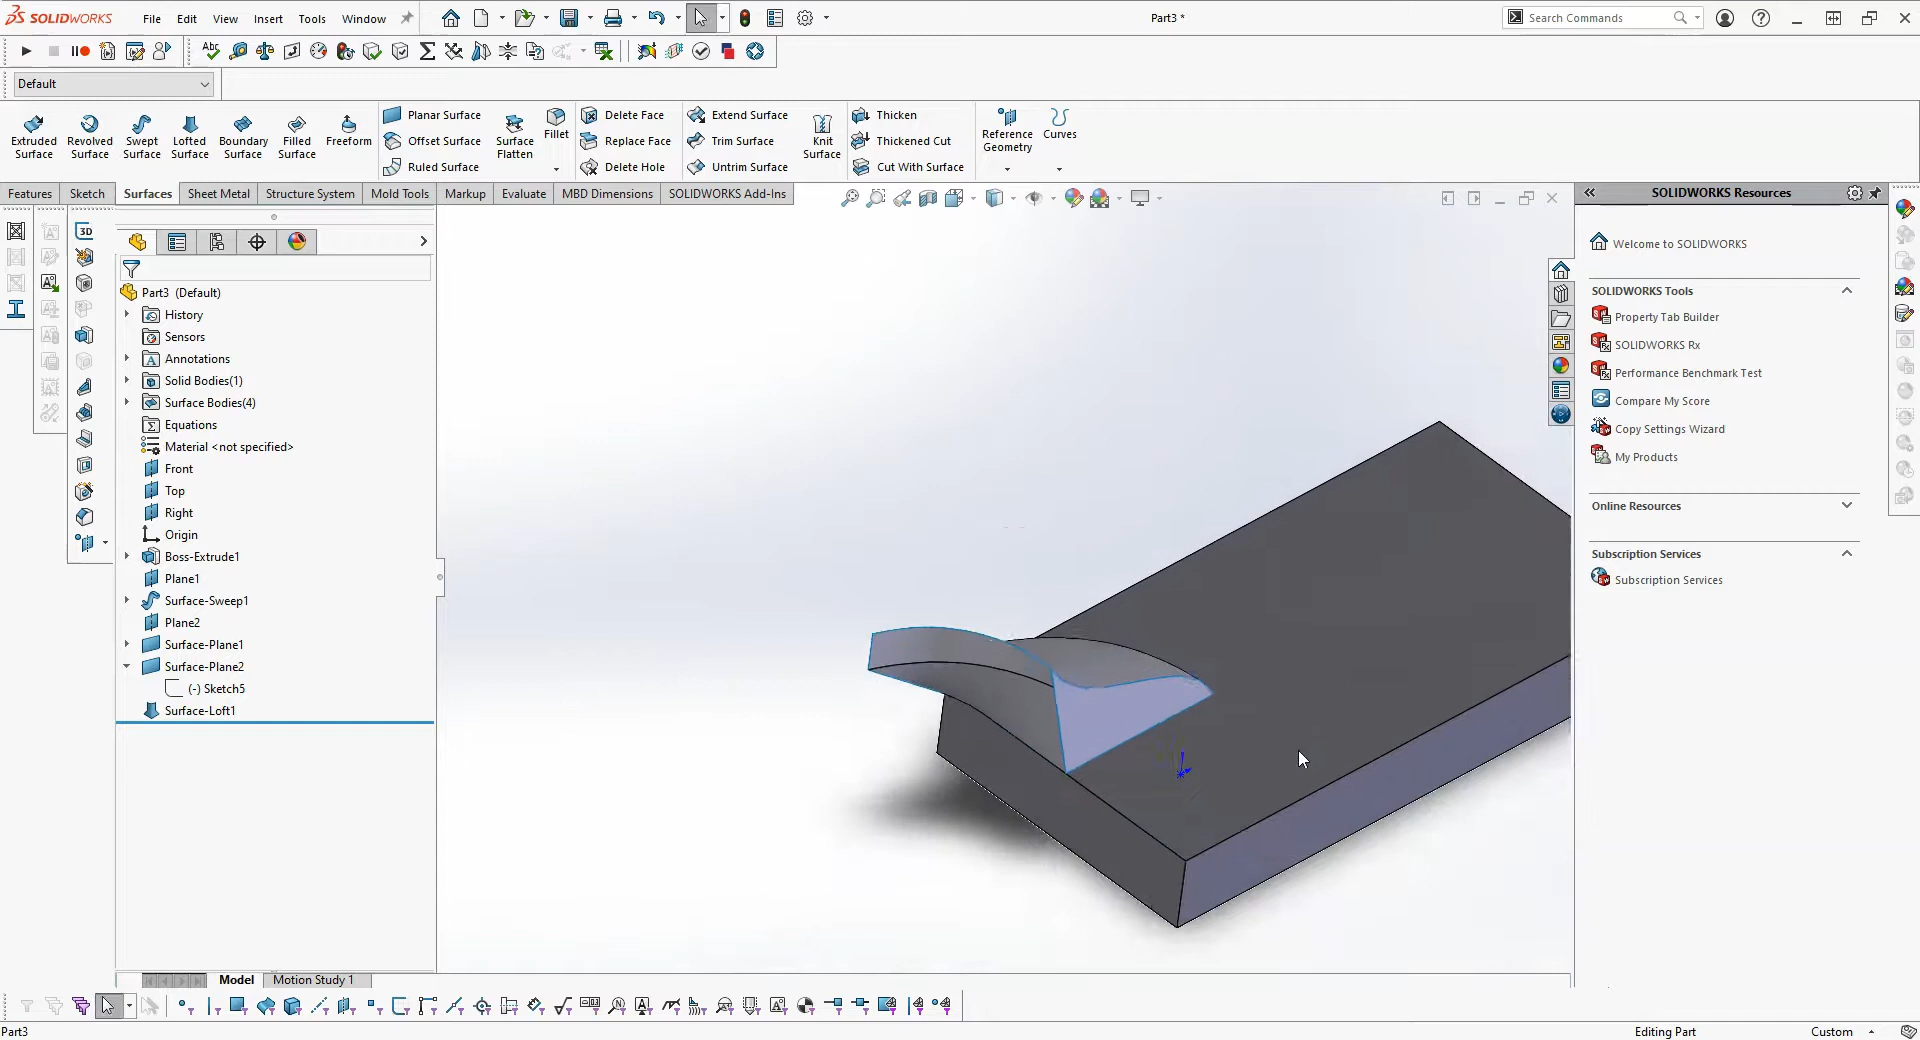 SOLIDWORKS
File Edit View Insert Tools Window
Part3 *
Search Commands
Default
Extruded Surface
Revolved Surface
Swept Surface
Lofted Surface
Boundary Surface
Filled Surface
Freeform
Planar Surface
Offset Surface
Ruled Surface
Surface Flatten
Fillet
Delete Face
Replace Face
Delete Hole
Extend Surface
Trim Surface
Untrim Surface
Knit Surface
Thicken
Thickened Cut
Cut With Surface
Reference Geometry
Curves
Features Sketch Surfaces Sheet Metal Structure System Mold Tools Markup Evaluate MBD Dimensions SOLIDWORKS Add-Ins
Part3 (Default)
History
Sensors
Annotations
Solid Bodies(1)
Surface Bodies(4)
Equations
Material <not specified>
Front
Top
Right
Origin
Boss-Extrude1
Plane1
Surface-Sweep1
Plane2
Surface-Plane1
Surface-Plane2
(-) Sketch5
Surface-Loft1
SOLIDWORKS Resources
Welcome to SOLIDWORKS
SOLIDWORKS Tools
Property Tab Builder
SOLIDWORKS Rx
Performance Benchmark Test
Compare My Score
Copy Settings Wizard
My Products
Online Resources
Subscription Services
Subscription Services
Model Motion Study 1
Part3
Editing Part
Custom